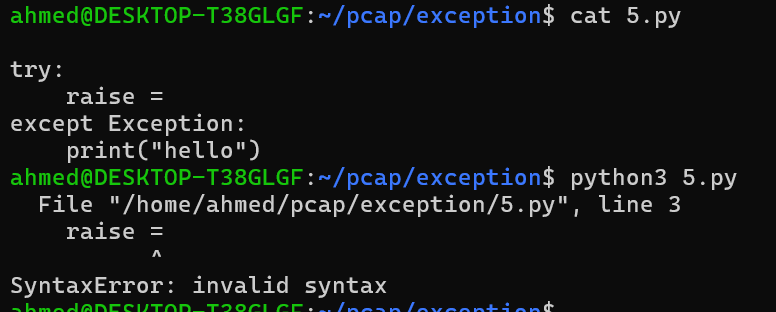 ahmed@DESKTOP-T38GLGF:~/pcap/exception$ cat 5.py

try:
    raise =
except Exception:
    print("hello")
ahmed@DESKTOP-T38GLGF:~/pcap/exception$ python3 5.py
  File "/home/ahmed/pcap/exception/5.py", line 3
    raise =
          ^
SyntaxError: invalid syntax
ahmed@DESKTOP-T38GLGF:~/pcap/exception$